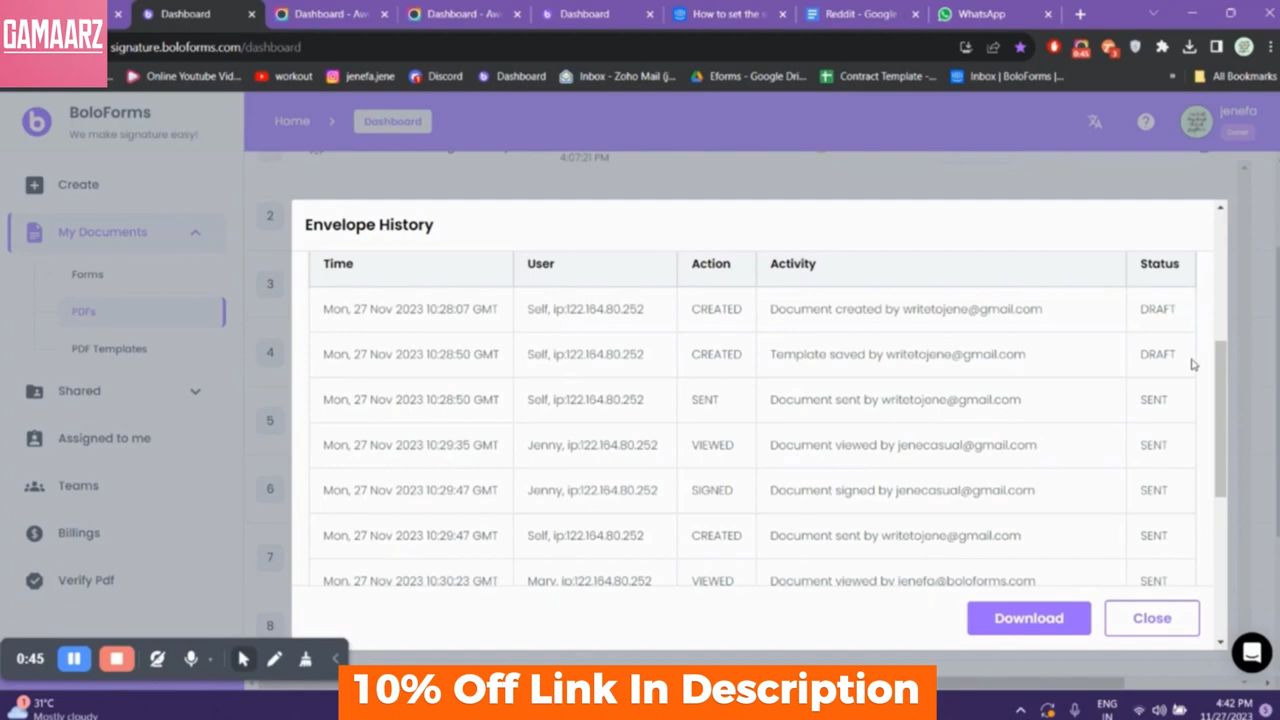 GAMAARZ
Dashboard
Dashboard - Aw
Dashboard - Aw
Dashboard
How to set the s
Reddit - Google
WhatsApp
signature.boloforms.com/dashboard
Online Youtube Vid...
workout
jenefa.jene
Discord
Dashboard
Inbox - Zoho Mail (j...
Eforms - Google Dri...
Contract Template -...
Inbox | BoloForms |...
All Bookmarks
BoloForms
We make signature easy!
Home
Dashboard
jenefa
Owner
Create
My Documents
Forms
PDFs
PDF Templates
Shared
Assigned to me
Teams
Billings
Verify Pdf
4:07:21 PM
2
3
4
5
6
7
8
Envelope History
Time User Action Activity Status
Mon, 27 Nov 2023 10:28:07 GMT Self, ip:122.164.80.252 CREATED Document created by writetojene@gmail.com DRAFT
Mon, 27 Nov 2023 10:28:50 GMT Self, ip:122.164.80.252 CREATED Template saved by writetojene@gmail.com DRAFT
Mon, 27 Nov 2023 10:28:50 GMT Self, ip:122.164.80.252 SENT Document sent by writetojene@gmail.com SENT
Mon, 27 Nov 2023 10:29:35 GMT Jenny, ip:122.164.80.252 VIEWED Document viewed by jenecasual@gmail.com SENT
Mon, 27 Nov 2023 10:29:47 GMT Jenny, ip:122.164.80.252 SIGNED Document signed by jenecasual@gmail.com SENT
Mon, 27 Nov 2023 10:29:47 GMT Self, ip:122.164.80.252 CREATED Document sent by writetojene@gmail.com SENT
Mon, 27 Nov 2023 10:30:23 GMT Mary, ip:122.164.80.252 VIEWED Document viewed by jenefa@boloforms.com SENT
Download
Close
0:45
10% Off Link In Description
31°C
Mostly cloudy
ENG
IN
4:42 PM
11/27/2023